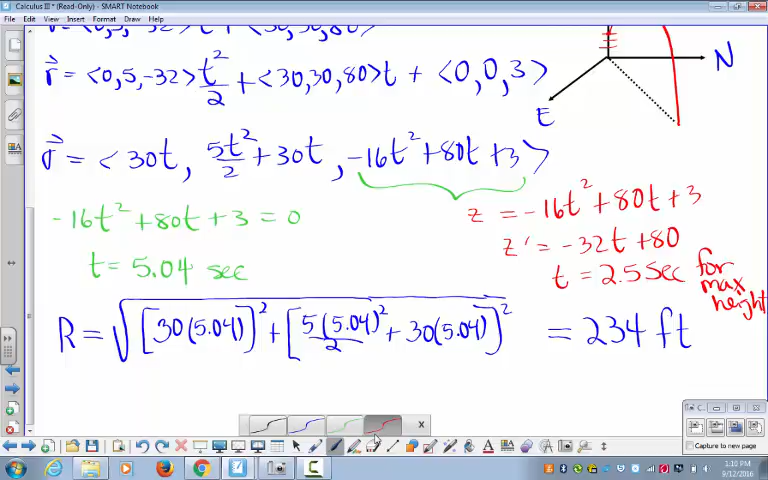 Calculus III * (Read-Only) - SMART Notebook
File Edit View Insert Format Draw Help
r⃗ = <0,5,-32> t²/2 + <30,30,80>t + <0,0,3>
N
E
r⃗ = <30t, 5t²/2 + 30t, -16t² + 80t + 3>
-16t² + 80t + 3 = 0
t = 5.04 sec
z = -16t² + 80t + 3
z' = -32t + 80
t = 2.5 sec for max height
R = √([30(5.04)]² + [5(5.04)²/2 + 30(5.04)]²) = 234 ft
Capture to new page
1:10 PM
9/12/2016